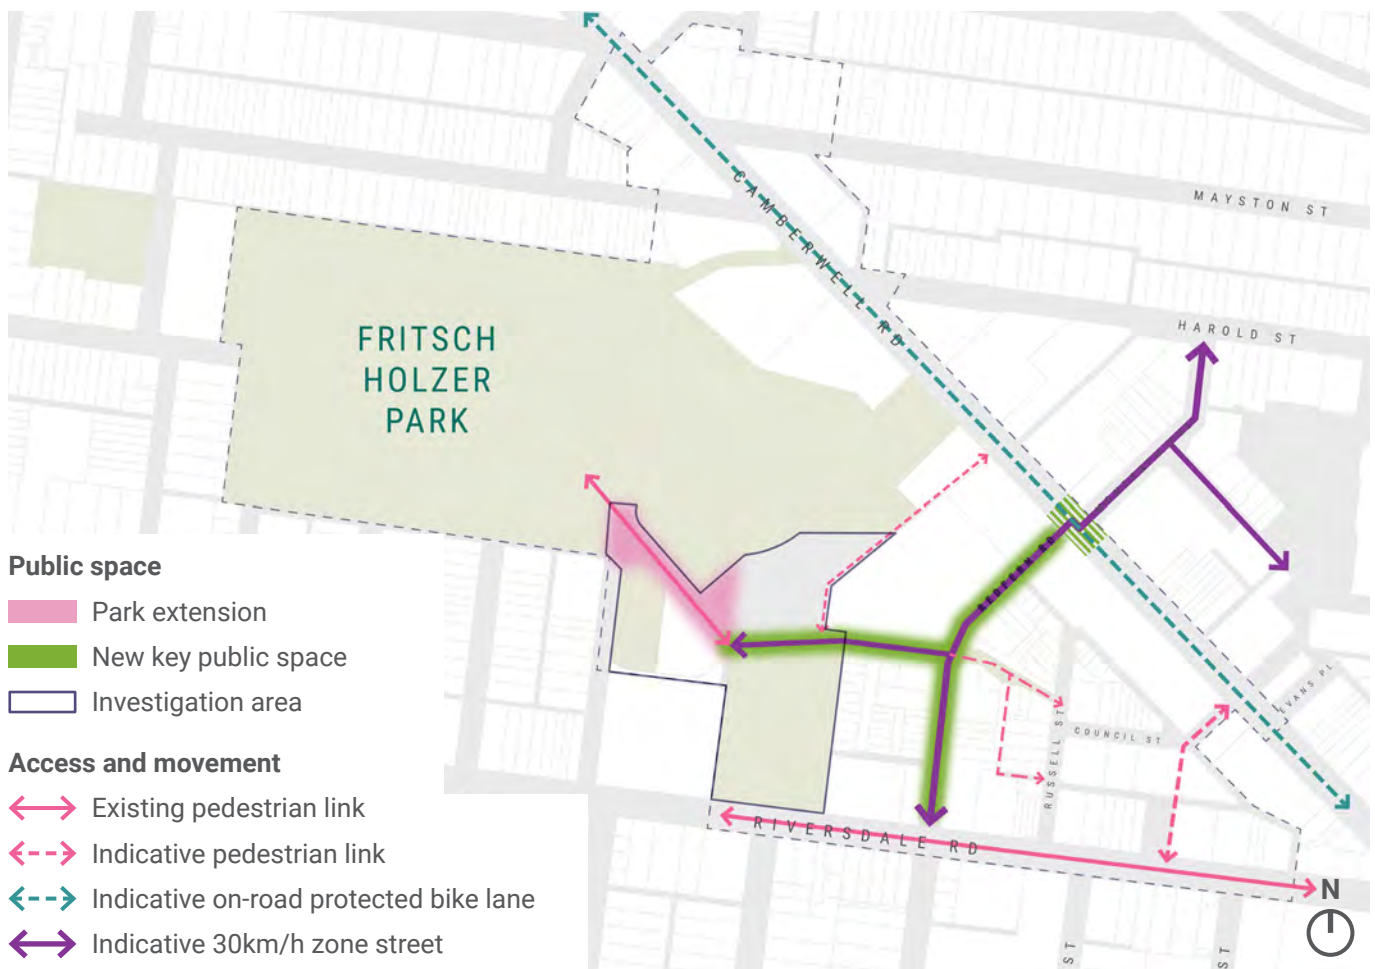 CAMBERWELL RD
MAYSTON ST
HAROLD ST
FRITSCH
HOLZER
PARK
REDFERN RD
EVANS PL
COUNCIL ST
RUSSELL ST
RIVERSDALE RD
ST
ST
N
Public space
Park extension
New key public space
Investigation area
Access and movement
Existing pedestrian link
Indicative pedestrian link
Indicative on-road protected bike lane
Indicative 30km/h zone street